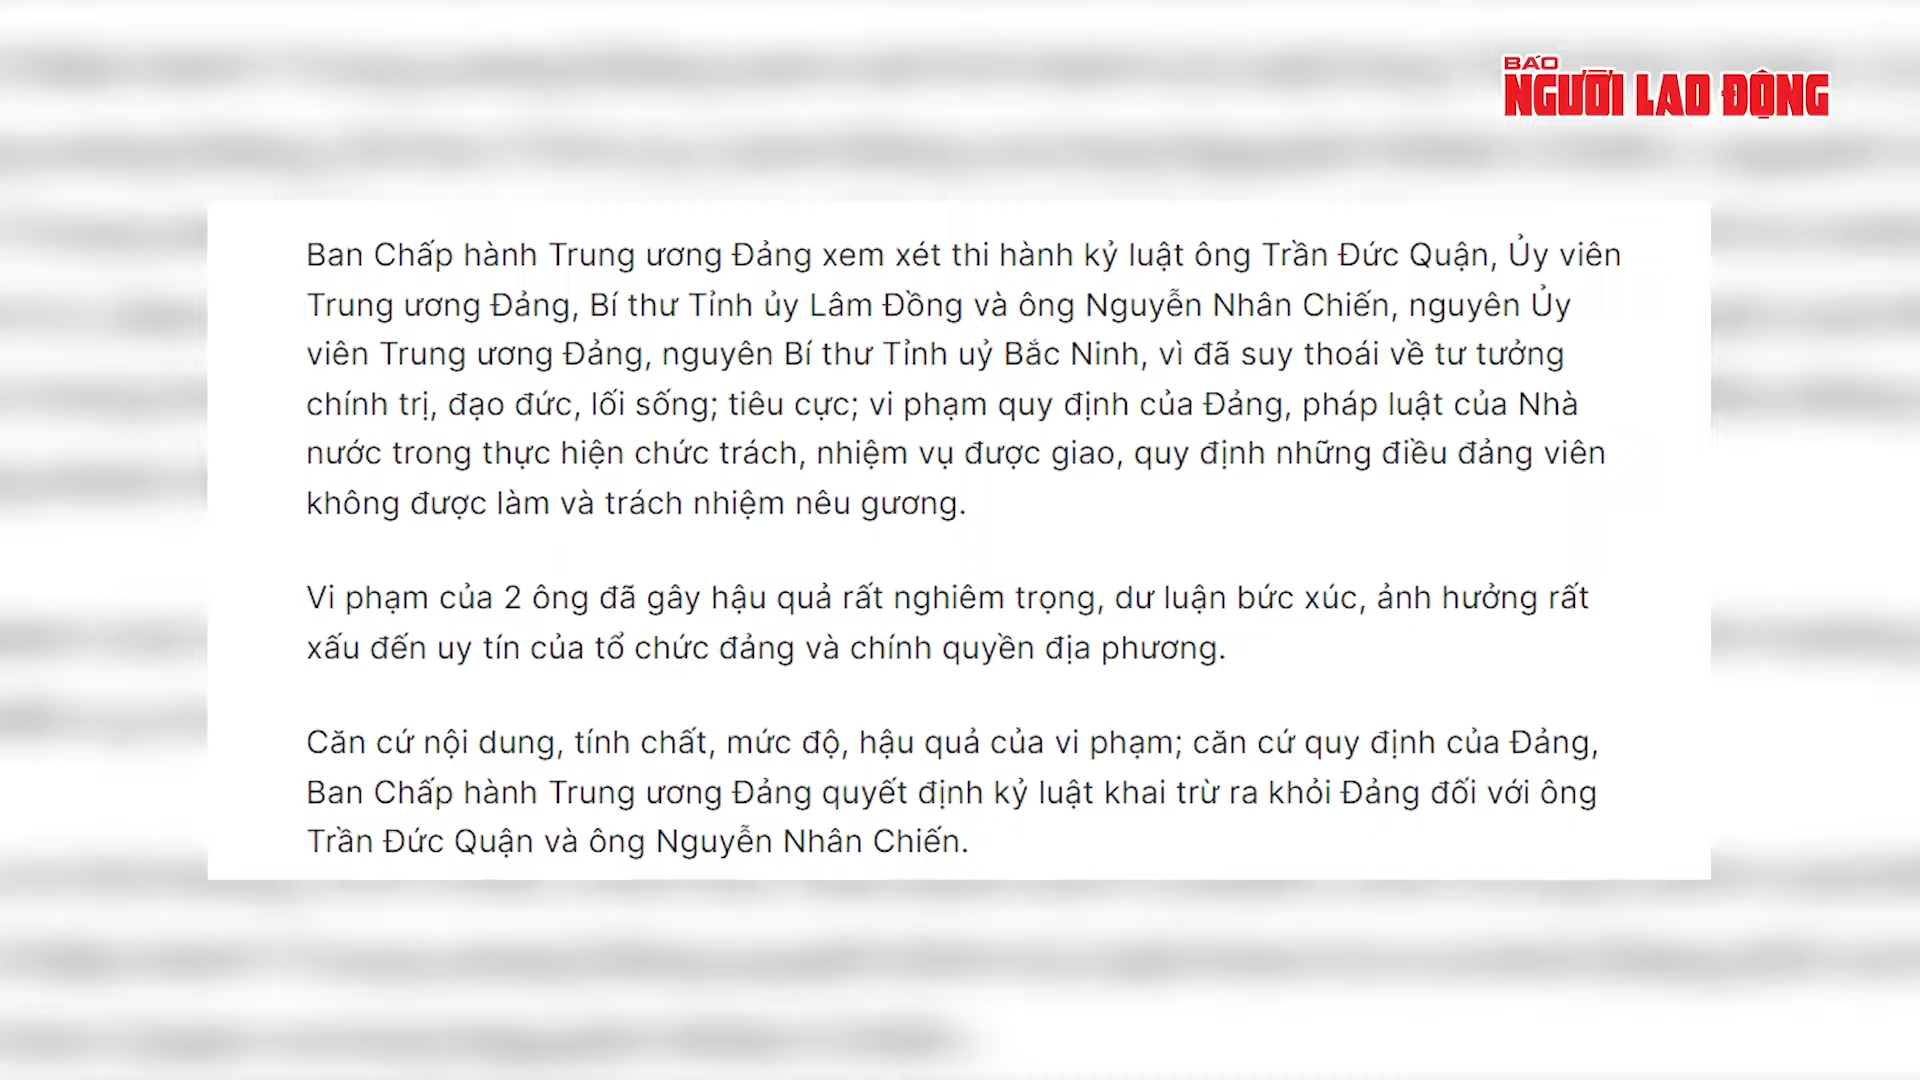 BÁO
NGƯỜI LAO ĐỘNG
Ban Chấp hành Trung ương Đảng xem xét thi hành kỷ luật ông Trần Đức Quận, Ủy viên
Trung ương Đảng, Bí thư Tỉnh ủy Lâm Đồng và ông Nguyễn Nhân Chiến, nguyên Ủy
viên Trung ương Đảng, nguyên Bí thư Tỉnh uỷ Bắc Ninh, vì đã suy thoái về tư tưởng
chính trị, đạo đức, lối sống; tiêu cực; vi phạm quy định của Đảng, pháp luật của Nhà
nước trong thực hiện chức trách, nhiệm vụ được giao, quy định những điều đảng viên
không được làm và trách nhiệm nêu gương.
Vi phạm của 2 ông đã gây hậu quả rất nghiêm trọng, dư luận bức xúc, ảnh hưởng rất
xấu đến uy tín của tổ chức đảng và chính quyền địa phương.
Căn cứ nội dung, tính chất, mức độ, hậu quả của vi phạm; căn cứ quy định của Đảng,
Ban Chấp hành Trung ương Đảng quyết định kỷ luật khai trừ ra khỏi Đảng đối với ông
Trần Đức Quận và ông Nguyễn Nhân Chiến.